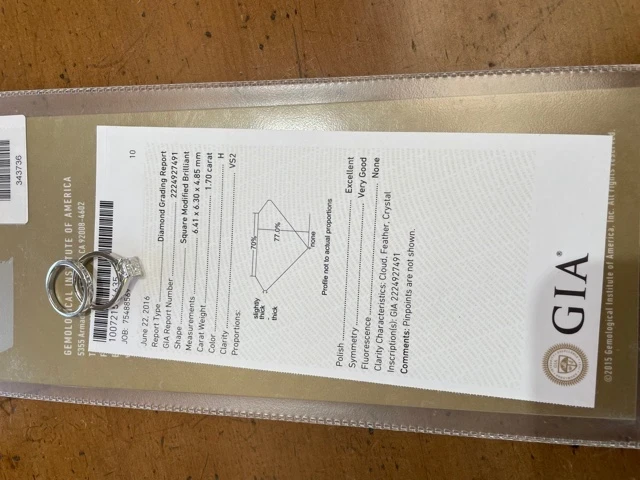 343736
GEMOLOGICAL INSTITUTE OF AMERICA
5355 CA 92008-4602
JOB:
10
June 22, 2016
Report Type Diamond Grading Report
GIA Report Number 2224927491
Shape Square Modified Brilliant
Measurements 6.41 x 6.30 x 4.85 mm
Carat Weight 1.70 carat
Color H
Clarity VS2
Proportions:
70%
77.0%
slightly
thick
-
thick
none
Profile not to actual proportions
Polish Excellent
Symmetry Very Good
Fluorescence None
Clarity Characteristics: Cloud, Feather, Crystal
Inscription(s): GIA 2224927491
Comments: Pinpoints are not shown.
GIA
©2015 Gemological Institute of America, Inc. All rights